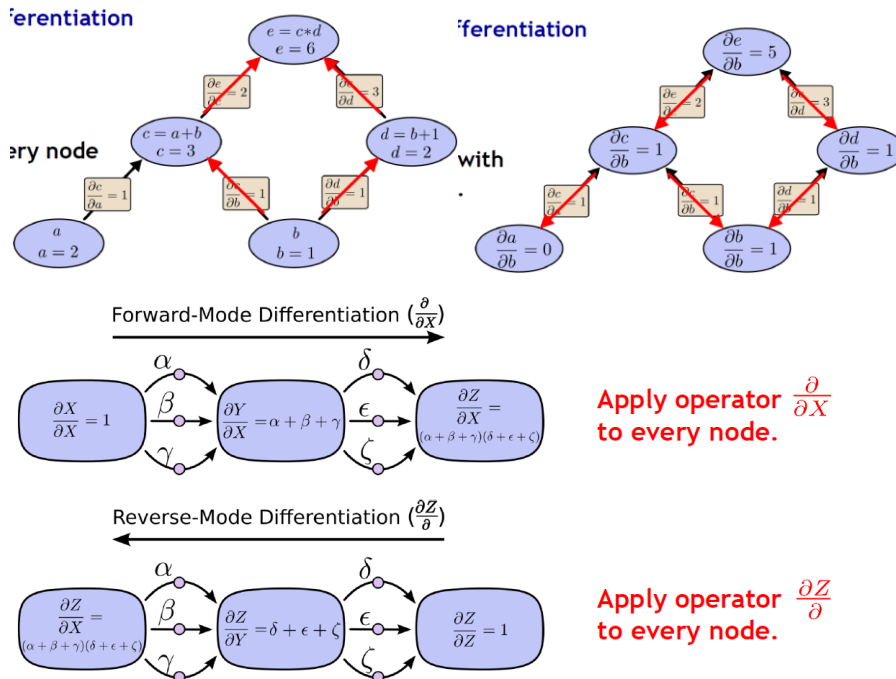 fferentiation
e = c*d
e = 6
∂e/∂c = 2
∂e/∂d = 3
ery node
c = a+b
c = 3
d = b+1
d = 2
∂c/∂a = 1
∂c/∂b = 1
∂d/∂b = 1
a
a = 2
b
b = 1
fferentiation
∂e/∂b = 5
∂e/∂c = 2
∂e/∂d = 3
with
.
∂c/∂b = 1
∂d/∂b = 1
∂c/∂a = 1
∂c/∂b = 1
∂d/∂b = 1
∂a/∂b = 0
∂b/∂b = 1
Forward-Mode Differentiation (∂/∂X)
α δ
∂X/∂X = 1 β ∂Y/∂X = α + β + γ ϵ ∂Z/∂X = (α + β + γ)(δ + ϵ + ζ)
γ ζ
Apply operator ∂/∂X
to every node.
Reverse-Mode Differentiation (∂Z/∂)
α δ
∂Z/∂X = (α + β + γ)(δ + ϵ + ζ) β ∂Z/∂Y = δ + ϵ + ζ ϵ ∂Z/∂Z = 1
γ ζ
Apply operator ∂Z/∂
to every node.